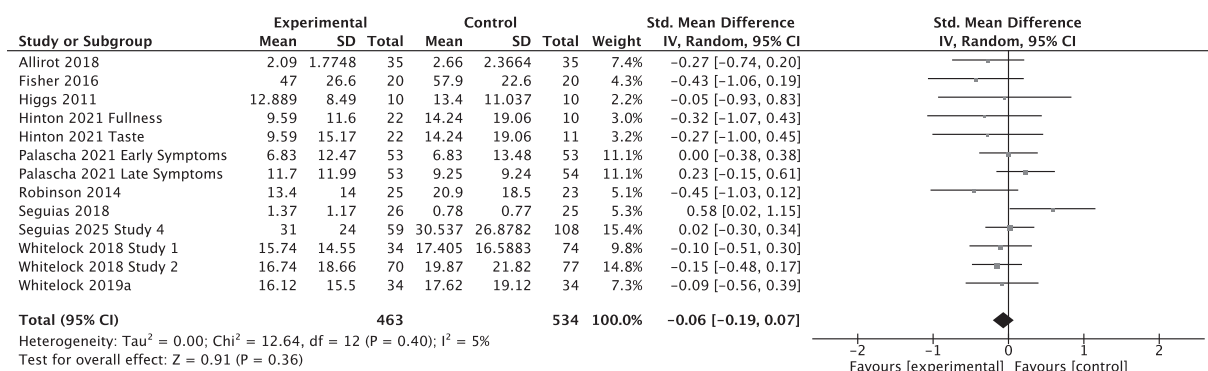 Experimental Control Std. Mean Difference Std. Mean Difference
Study or Subgroup Mean SD Total Mean SD Total Weight IV, Random, 95% CI IV, Random, 95% CI
Allirot 2018 2.09 1.7748 35 2.66 2.3664 35 7.4% -0.27 [-0.74, 0.20]
Fisher 2016 47 26.6 20 57.9 22.6 20 4.3% -0.43 [-1.06, 0.19]
Higgs 2011 12.889 8.49 10 13.4 11.037 10 2.2% -0.05 [-0.93, 0.83]
Hinton 2021 Fullness 9.59 11.6 22 14.24 19.06 10 3.0% -0.32 [-1.07, 0.43]
Hinton 2021 Taste 9.59 15.17 22 14.24 19.06 11 3.2% -0.27 [-1.00, 0.45]
Palascha 2021 Early Symptoms 6.83 12.47 53 6.83 13.48 53 11.1% 0.00 [-0.38, 0.38]
Palascha 2021 Late Symptoms 11.7 11.99 53 9.25 9.24 54 11.1% 0.23 [-0.15, 0.61]
Robinson 2014 13.4 14 25 20.9 18.5 23 5.1% -0.45 [-1.03, 0.12]
Seguias 2018 1.37 1.17 26 0.78 0.77 25 5.3% 0.58 [0.02, 1.15]
Seguias 2025 Study 4 31 24 59 30.537 26.8782 108 15.4% 0.02 [-0.30, 0.34]
Whitelock 2018 Study 1 15.74 14.55 34 17.405 16.5883 74 9.8% -0.10 [-0.51, 0.30]
Whitelock 2018 Study 2 16.74 18.66 70 19.87 21.82 77 14.8% -0.15 [-0.48, 0.17]
Whitelock 2019a 16.12 15.5 34 17.62 19.12 34 7.3% -0.09 [-0.56, 0.39]
Total (95% CI) 463 534 100.0% -0.06 [-0.19, 0.07]
Heterogeneity: Tau² = 0.00; Chi² = 12.64, df = 12 (P = 0.40); I² = 5%
Test for overall effect: Z = 0.91 (P = 0.36)
-2 -1 0 1 2
Favours [experimental] Favours [control]